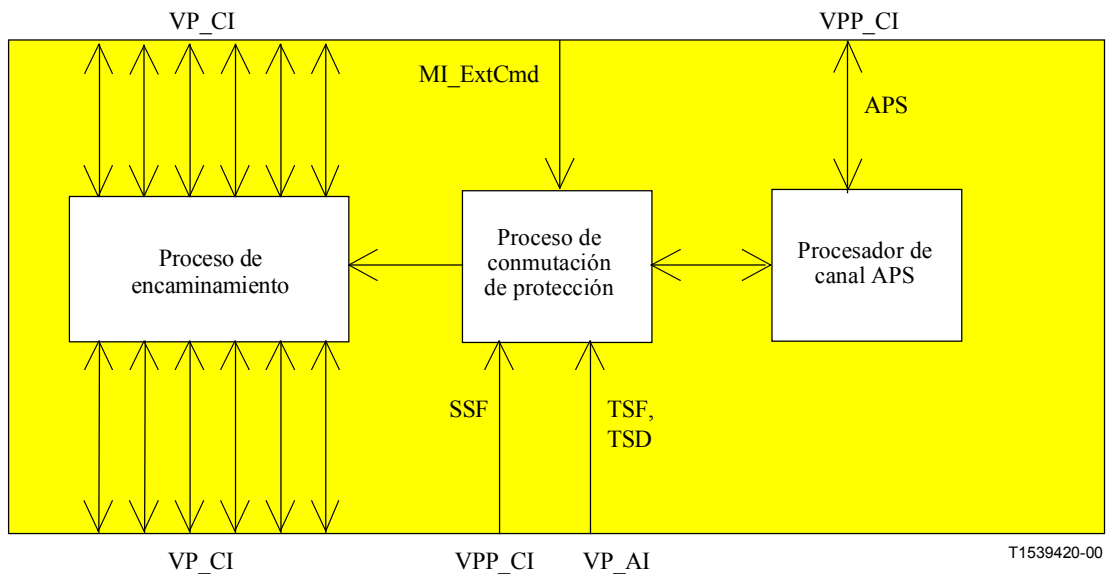 VP_CI
VPP_CI
MI_ExtCmd
APS
Proceso de
encaminamiento
Proceso de
conmutación
de protección
Procesador de
canal APS
SSF
TSF,
TSD
VP_CI
VPP_CI
VP_AI
T1539420-00